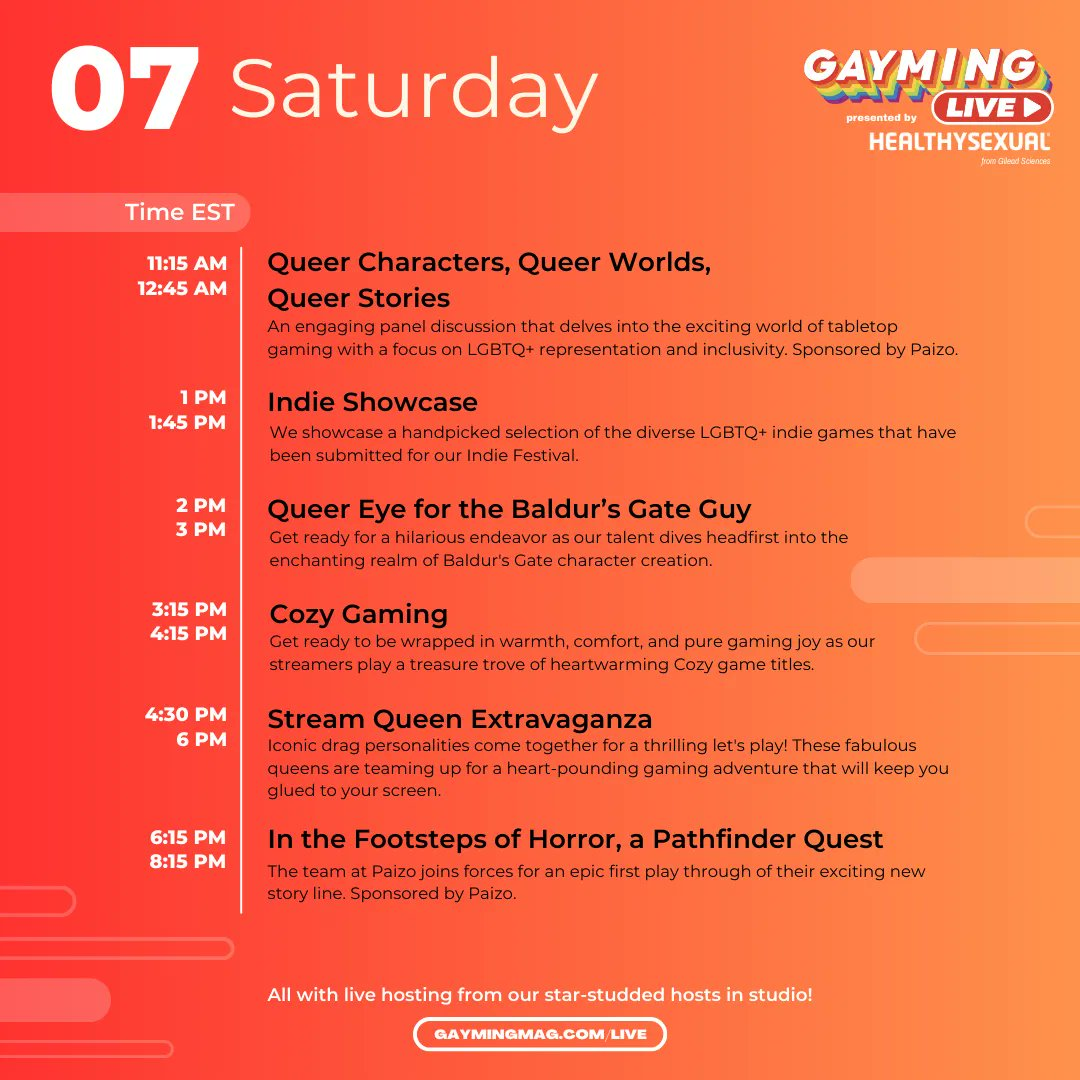 07 Saturday
GAYMING
LIVE
presented by
HEALTHYSEXUAL
from Gilead Sciences
Time EST
11:15 AM
12:45 AM
Queer Characters, Queer Worlds,
Queer Stories
An engaging panel discussion that delves into the exciting world of tabletop
gaming with a focus on LGBTQ+ representation and inclusivity. Sponsored by Paizo.
1 PM
1:45 PM
Indie Showcase
We showcase a handpicked selection of the diverse LGBTQ+ indie games that have
been submitted for our Indie Festival.
2 PM
3 PM
Queer Eye for the Baldur’s Gate Guy
Get ready for a hilarious endeavor as our talent dives headfirst into the
enchanting realm of Baldur's Gate character creation.
3:15 PM
4:15 PM
Cozy Gaming
Get ready to be wrapped in warmth, comfort, and pure gaming joy as our
streamers play a treasure trove of heartwarming Cozy game titles.
4:30 PM
6 PM
Stream Queen Extravaganza
Iconic drag personalities come together for a thrilling let's play! These fabulous
queens are teaming up for a heart-pounding gaming adventure that will keep you
glued to your screen.
6:15 PM
8:15 PM
In the Footsteps of Horror, a Pathfinder Quest
The team at Paizo joins forces for an epic first play through of their exciting new
story line. Sponsored by Paizo.
All with live hosting from our star-studded hosts in studio!
GAYMINGMAG.COM/LIVE